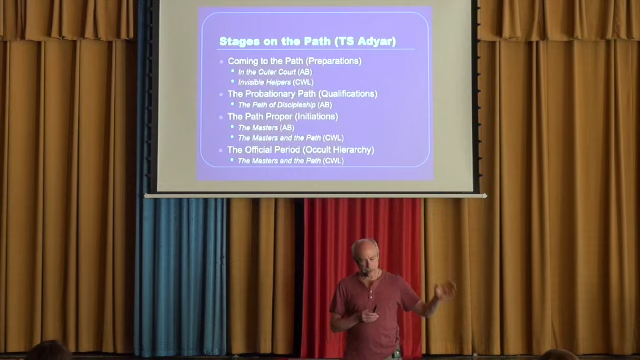 Stages on the Path (TS Adyar)
Coming to the Path (Preparations)
In the Outer Court (AB)
Invisible Helpers (CWL)
The Probationary Path (Qualifications)
The Path of Discipleship (AB)
The Path Proper (Initiations)
The Masters (AB)
The Masters and the Path (CWL)
The Official Period (Occult Hierarchy)
The Masters and the Path (CWL)